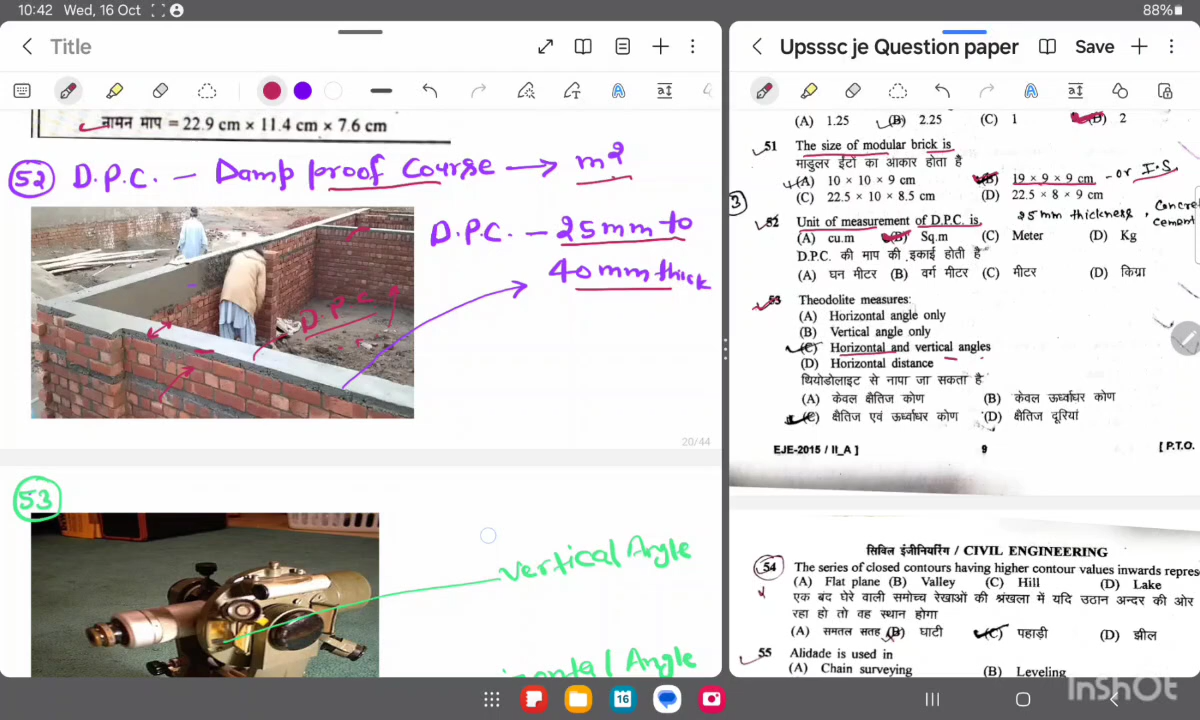 10:42 Wed, 16 Oct
88%
Title
नामन माप = 22.9 cm × 11.4 cm × 7.6 cm
52 D.P.C. - Damp proof Course → m²
D.P.C. - 25mm to
40mm thick
D.P.C
20/44
53
vertical Angle
Angle
Upsssc je Question paper
Save
(A) 1.25 (B) 2.25 (C) 1 (D) 2
51 The size of modular brick is
माडुलर ईंटों का आकार होता है
(A) 10 × 10 × 9 cm (B) 19 × 9 × 9 cm - or I.S
(C) 22.5 × 10 × 8.5 cm (D) 22.5 × 8 × 9 cm
3
25 mm thickness, Concre
cement
52 Unit of measurement of D.P.C. is,
(A) cu.m (B) Sq.m (C) Meter (D) Kg
D.P.C. की माप की इकाई होती है
(A) घन मीटर (B) वर्ग मीटर (C) मीटर (D) किग्रा
53 Theodolite measures:
(A) Horizontal angle only
(B) Vertical angle only
(C) Horizontal and vertical angles
(D) Horizontal distance
थियोडोलाइट से नापा जा सकता है
(A) केवल क्षैतिज कोण (B) केवल ऊर्ध्वाधर कोण
(C) क्षैतिज एवं ऊर्ध्वाधर कोण (D) क्षैतिज दूरियां
EJE-2015 / II_A ] 9 [ P.T.O.
सिविल इंजीनियरिंग / CIVIL ENGINEERING
54 The series of closed contours having higher contour values inwards repres
(A) Flat plane (B) Valley (C) Hill (D) Lake
एक बंद घेरे वाली समोच्च रेखाओं की श्रंखला में यदि उठान अन्दर की ओर
रहा हो तो वह स्थान होगा
(A) समतल सतह (B) घाटी (C) पहाड़ी (D) झील
55 Alidade is used in
(A) Chain surveying (B) Leveling
16
InShOt